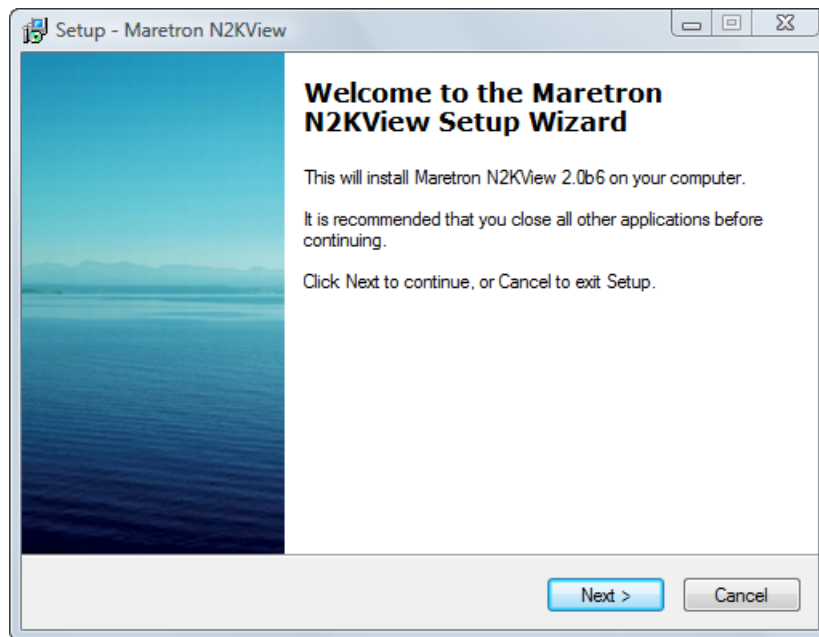 Setup - Maretron N2KView
Welcome to the Maretron
N2KView Setup Wizard
This will install Maretron N2KView 2.0b6 on your computer.
It is recommended that you close all other applications before
continuing.
Click Next to continue, or Cancel to exit Setup.
Next >
Cancel